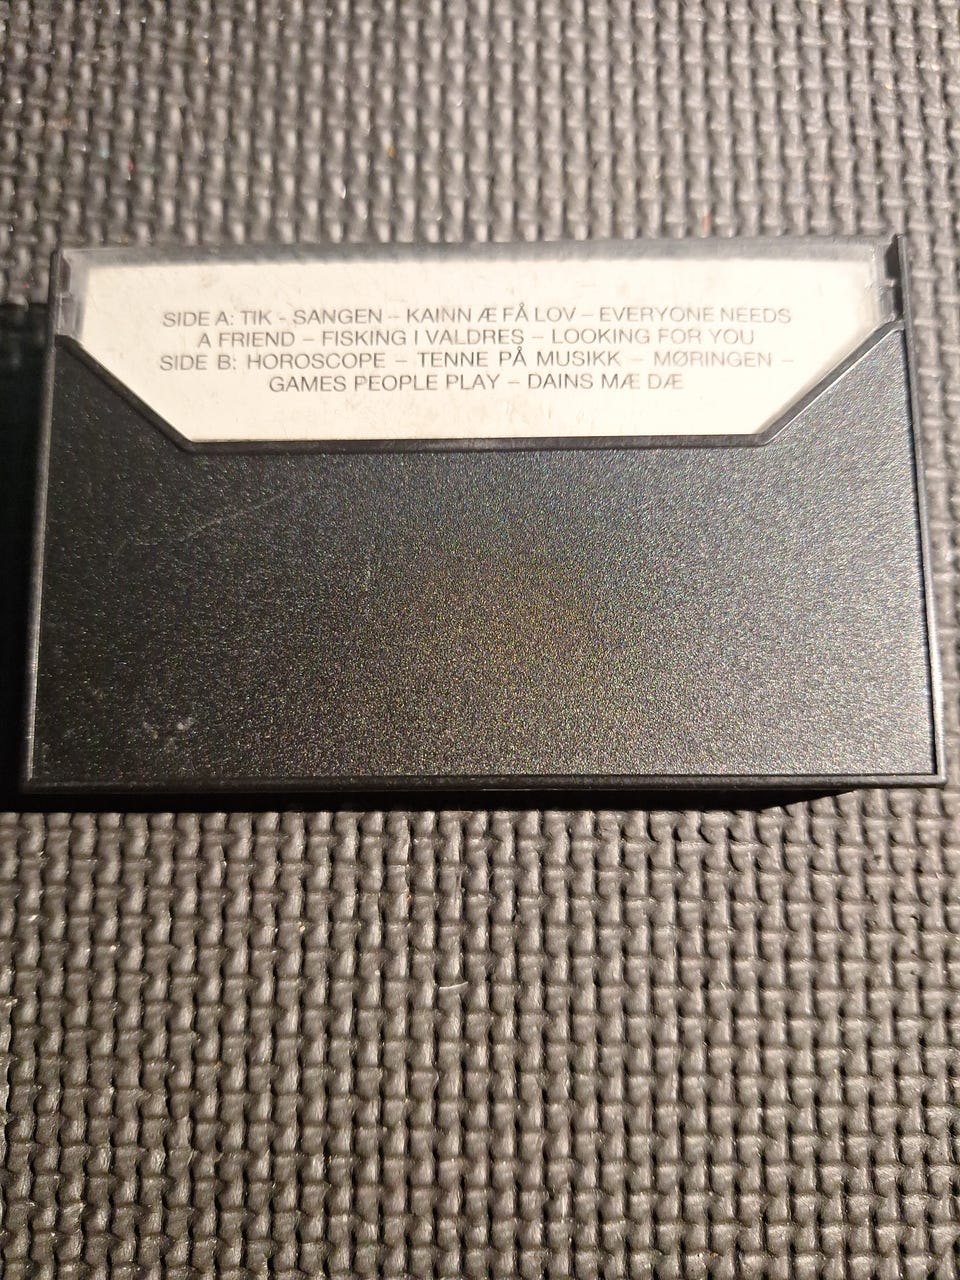 SIDE A: TIK - SANGEN – KAINN Æ FÅ LOV – EVERYONE NEEDS
A FRIEND – FISKING I VALDRES – LOOKING FOR YOU
SIDE B: HOROSCOPE – TENNE PÅ MUSIKK – MØRINGEN –
GAMES PEOPLE PLAY – DAINS MÆ DÆ